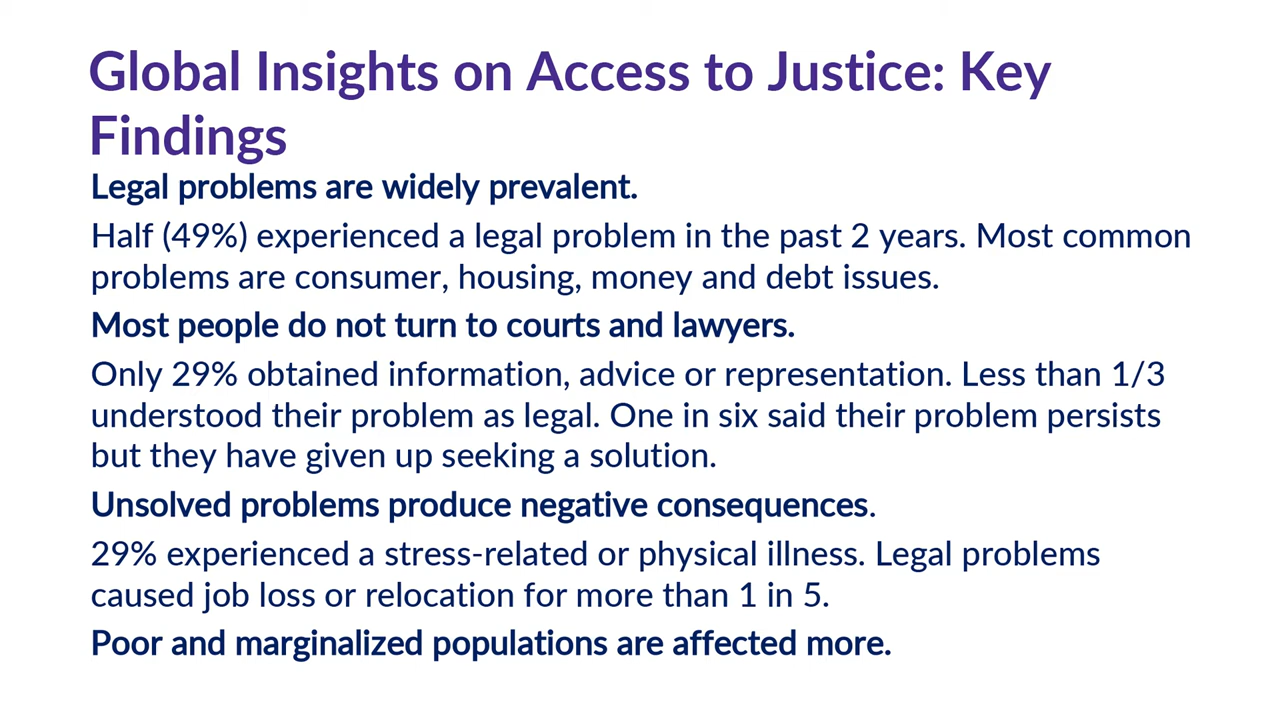 Global Insights on Access to Justice: Key
Findings
Legal problems are widely prevalent.
Half (49%) experienced a legal problem in the past 2 years. Most common
problems are consumer, housing, money and debt issues.
Most people do not turn to courts and lawyers.
Only 29% obtained information, advice or representation. Less than 1/3
understood their problem as legal. One in six said their problem persists
but they have given up seeking a solution.
Unsolved problems produce negative consequences.
29% experienced a stress-related or physical illness. Legal problems
caused job loss or relocation for more than 1 in 5.
Poor and marginalized populations are affected more.